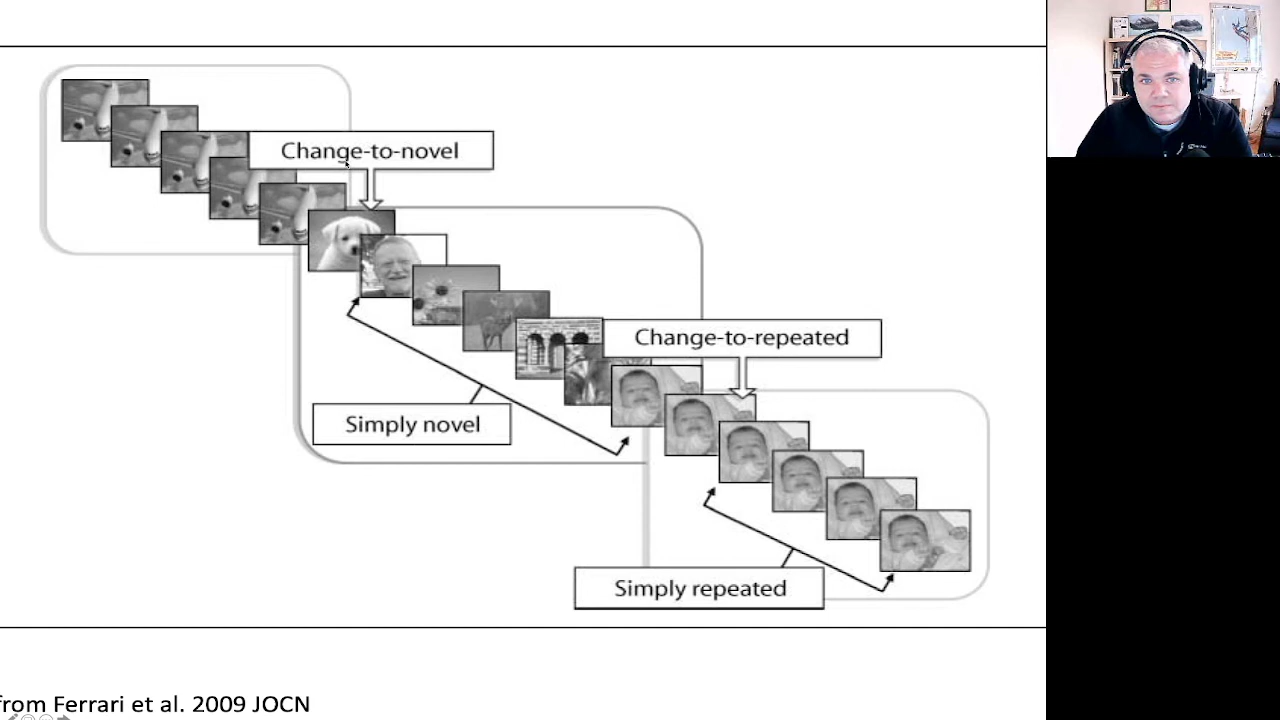 Change-to-novel
Change-to-repeated
Simply novel
Simply repeated
from Ferrari et al. 2009 JOCN